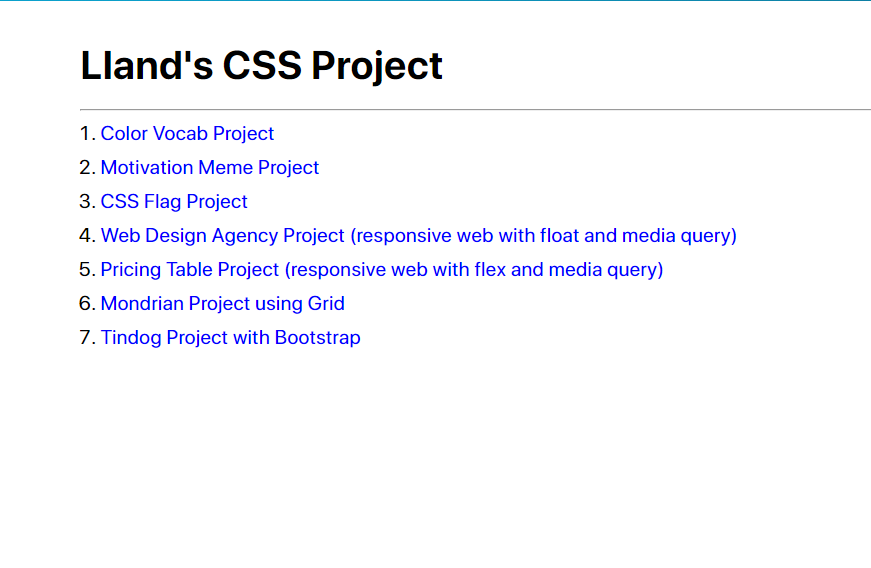 Lland's CSS Project
1. Color Vocab Project
2. Motivation Meme Project
3. CSS Flag Project
4. Web Design Agency Project (responsive web with float and media query)
5. Pricing Table Project (responsive web with flex and media query)
6. Mondrian Project using Grid
7. Tindog Project with Bootstrap